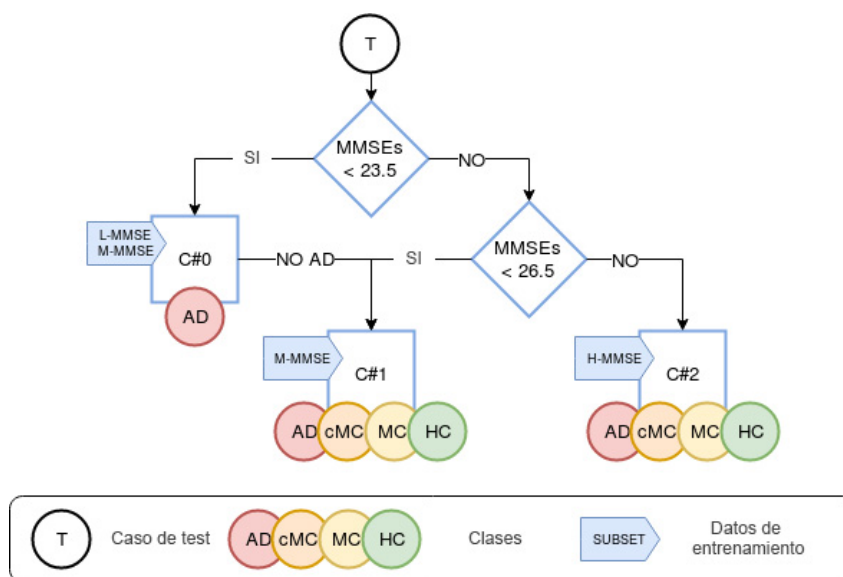 T
MMSEs
< 23.5
SI
NO
L-MMSE
M-MMSE
C#0
NO AD
SI
MMSEs
< 26.5
NO
AD
M-MMSE
C#1
H-MMSE
C#2
AD cMC MC HC
AD cMC MC HC
T
Caso de test
AD cMC MC HC
Clases
SUBSET
Datos de
entrenamiento